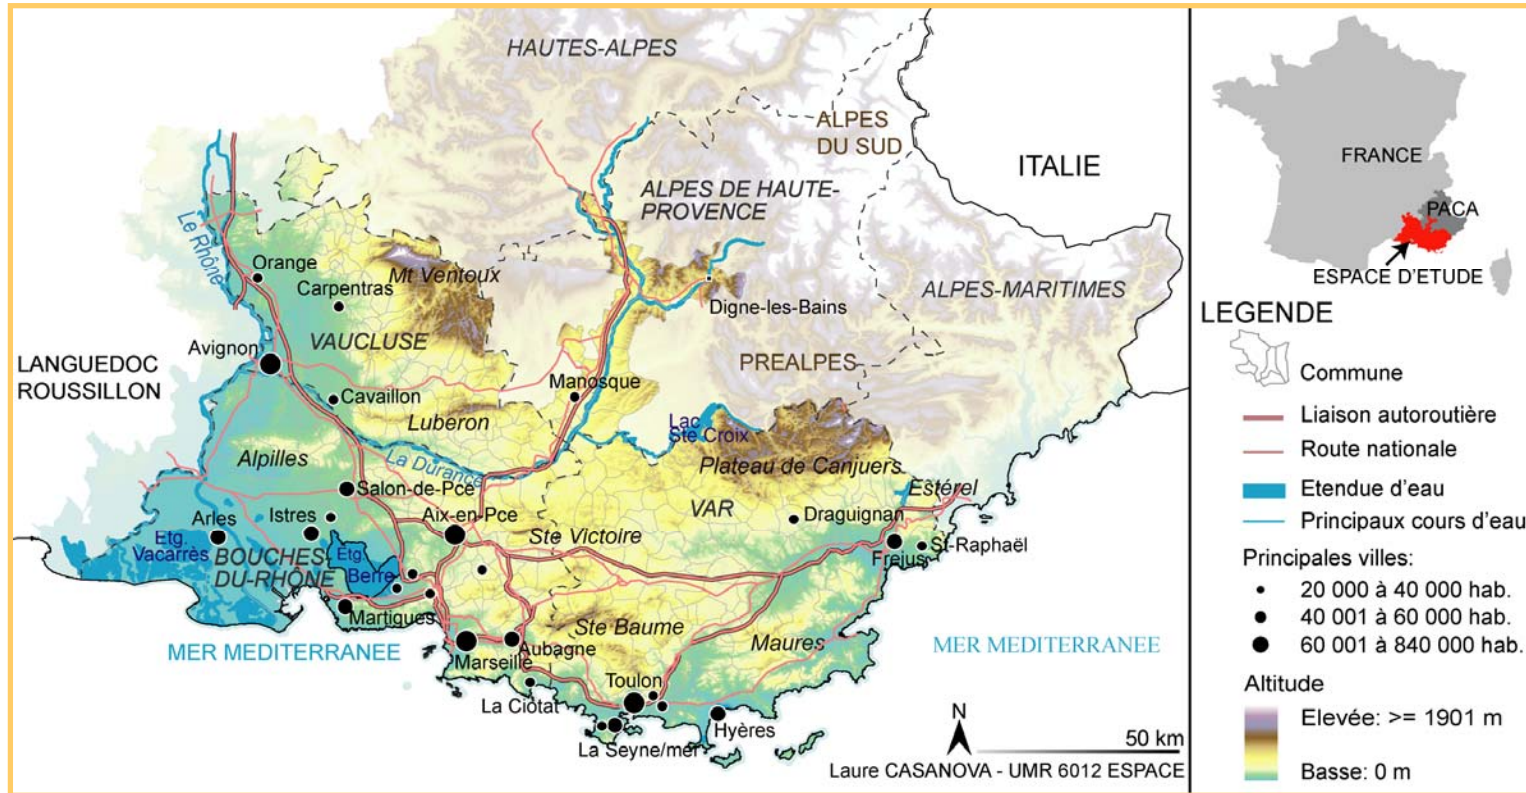 HAUTES-ALPES
ALPES
DU SUD
ITALIE
ALPES DE HAUTE-
PROVENCE
Le Rhône
Orange
Mt Ventoux
Carpentras
Digne-les-Bains
ALPES-MARITIMES
VAUCLUSE
Avignon
LANGUEDOC
ROUSSILLON
PREALPES
Manosque
Cavaillon
Luberon
Lac
Ste Croix
Alpilles
La Durance
Plateau de Canjuers
Salon-de-Pce
Estérel
VAR
Arles
Istres
Aix-en-Pce
Draguignan
Etg.
Vacarrès
Ste Victoire
St-Raphaël
Frejus
BOUCHES
DU-RHÔNE
Etg
Berre
Martigues
Ste Baume
Maures
MER MEDITERRANEE
Aubagne
Marseille
MER MEDITERRANEE
Toulon
La Ciotat
Hyères
La Seyne/mer
N
50 km
Laure CASANOVA - UMR 6012 ESPACE
FRANCE
PACA
ESPACE D'ETUDE
LEGENDE
Commune
Liaison autoroutière
Route nationale
Etendue d'eau
Principaux cours d'eau
Principales villes:
20 000 à 40 000 hab.
40 001 à 60 000 hab.
60 001 à 840 000 hab.
Altitude
Elevée: >= 1901 m
Basse: 0 m